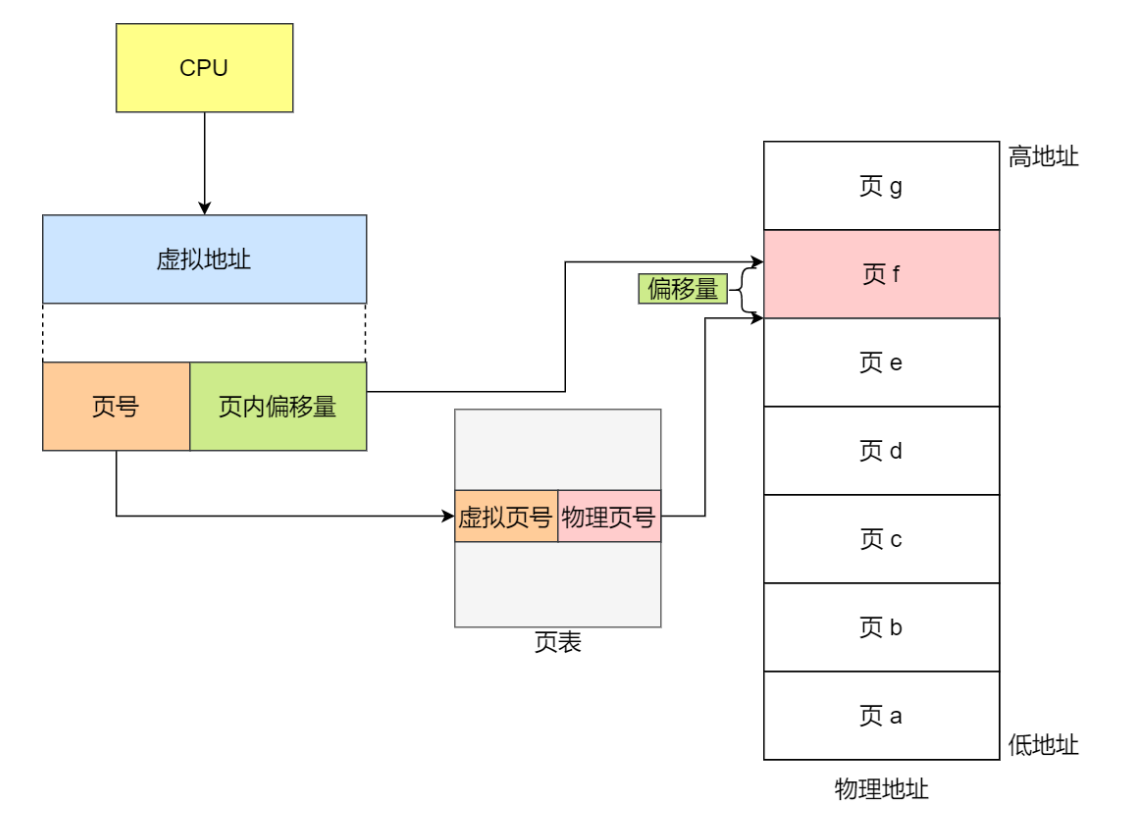 CPU
虚拟地址
页号
页内偏移量
虚拟页号
物理页号
页表
偏移量
高地址
页 g
页 f
页 e
页 d
页 c
页 b
页 a
低地址
物理地址